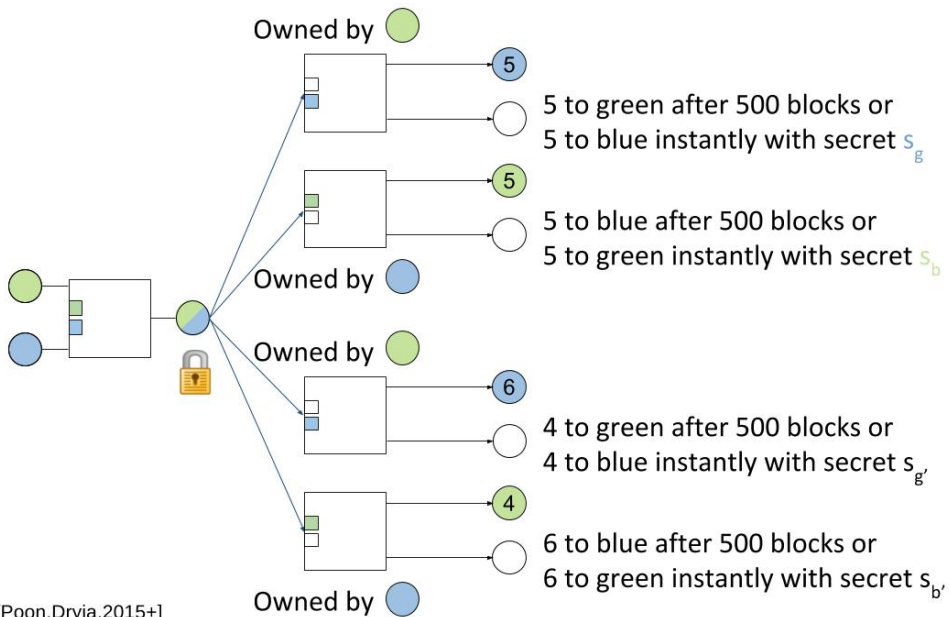 Owned by
5
5 to green after 500 blocks or
5 to blue instantly with secret s_g
5
5 to blue after 500 blocks or
5 to green instantly with secret s_b
Owned by
Owned by
6
4 to green after 500 blocks or
4 to blue instantly with secret s_g'
4
6 to blue after 500 blocks or
6 to green instantly with secret s_b'
Owned by
Poon,Dryja,2015+]